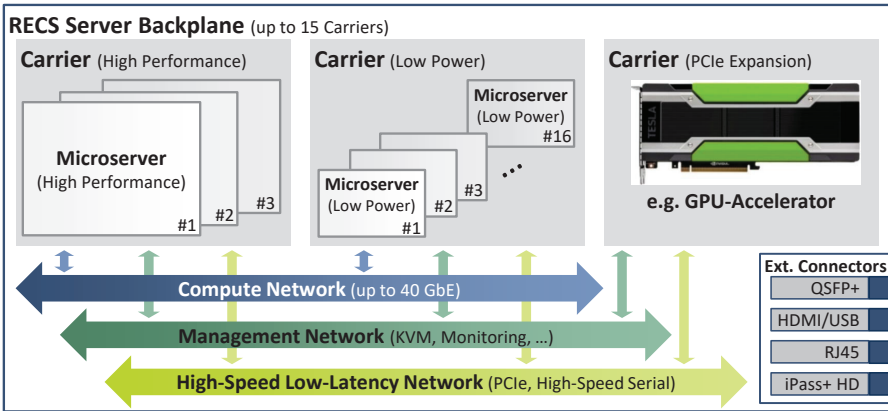 RECS Server Backplane (up to 15 Carriers)
Carrier (High Performance)
Microserver
(High Performance)
#1
#2
#3
Carrier (Low Power)
Microserver
(Low Power)
#16
...
#3
#2
Microserver
(Low Power)
#1
Carrier (PCIe Expansion)
TESLA
e.g. GPU-Accelerator
Compute Network (up to 40 GbE)
Management Network (KVM, Monitoring, ...)
High-Speed Low-Latency Network (PCIe, High-Speed Serial)
Ext. Connectors
QSFP+
HDMI/USB
RJ45
iPass+ HD